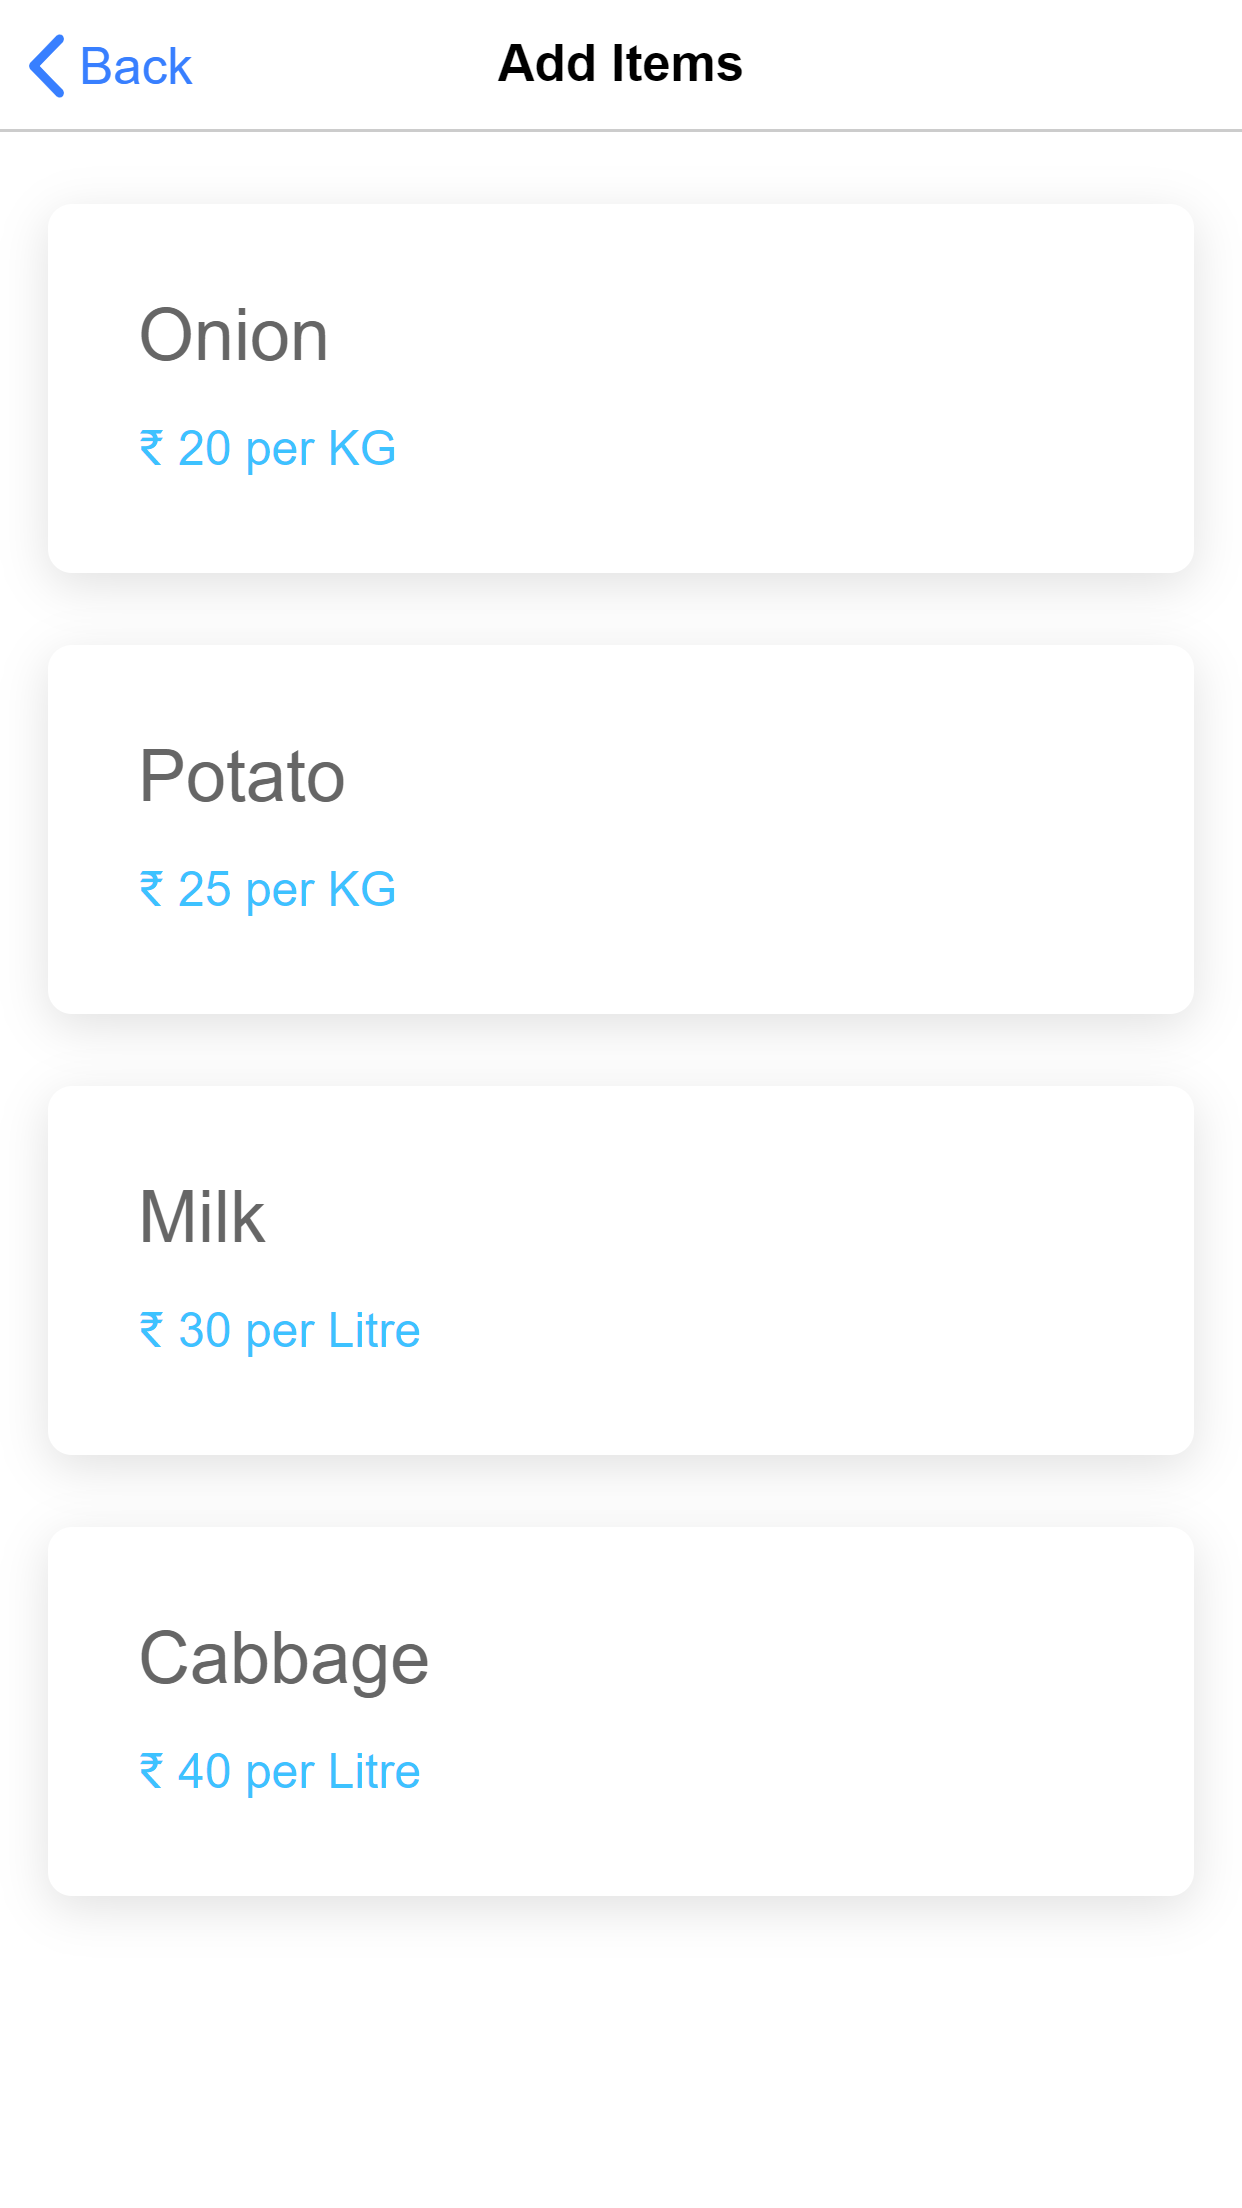 Back
Add Items
Onion
₹ 20 per KG
Potato
₹ 25 per KG
Milk
₹ 30 per Litre
Cabbage
₹ 40 per Litre